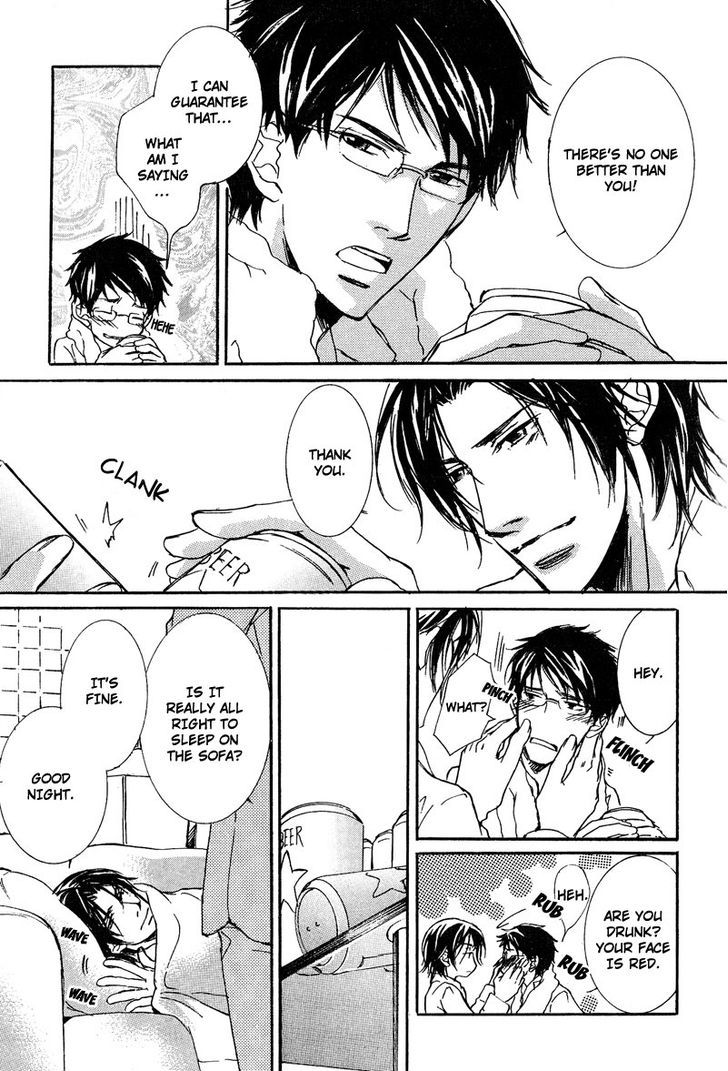 THERE'S NO ONE
BETTER THAN
YOU!
I CAN
GUARANTEE
THAT...
WHAT
AM I
SAYING
...
HEHE
THANK
YOU.
BEER
CLANK
HEY.
WHAT?
PINCH
FLINCH
HEH.
RUB
ARE YOU
DRUNK?
YOUR FACE
IS RED.
RUB
BEER
IS IT
REALLY ALL
RIGHT TO
SLEEP ON
THE SOFA?
IT'S
FINE.
GOOD
NIGHT.
WAVE
WAVE